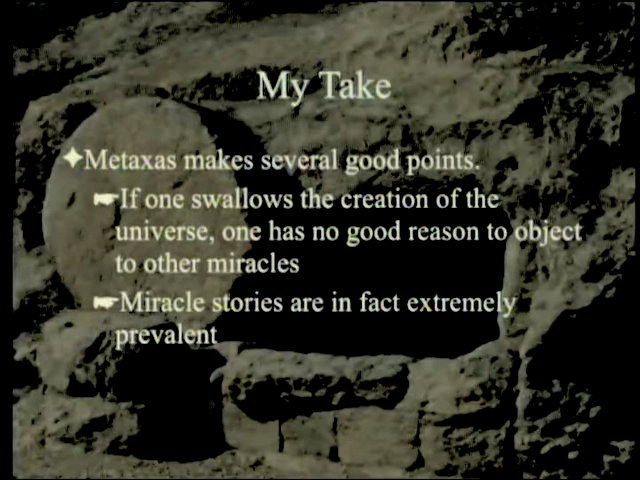 My Take
Metaxas makes several good points.
If one swallows the creation of the
universe, one has no good reason to object
to other miracles
Miracle stories are in fact extremely
prevalent